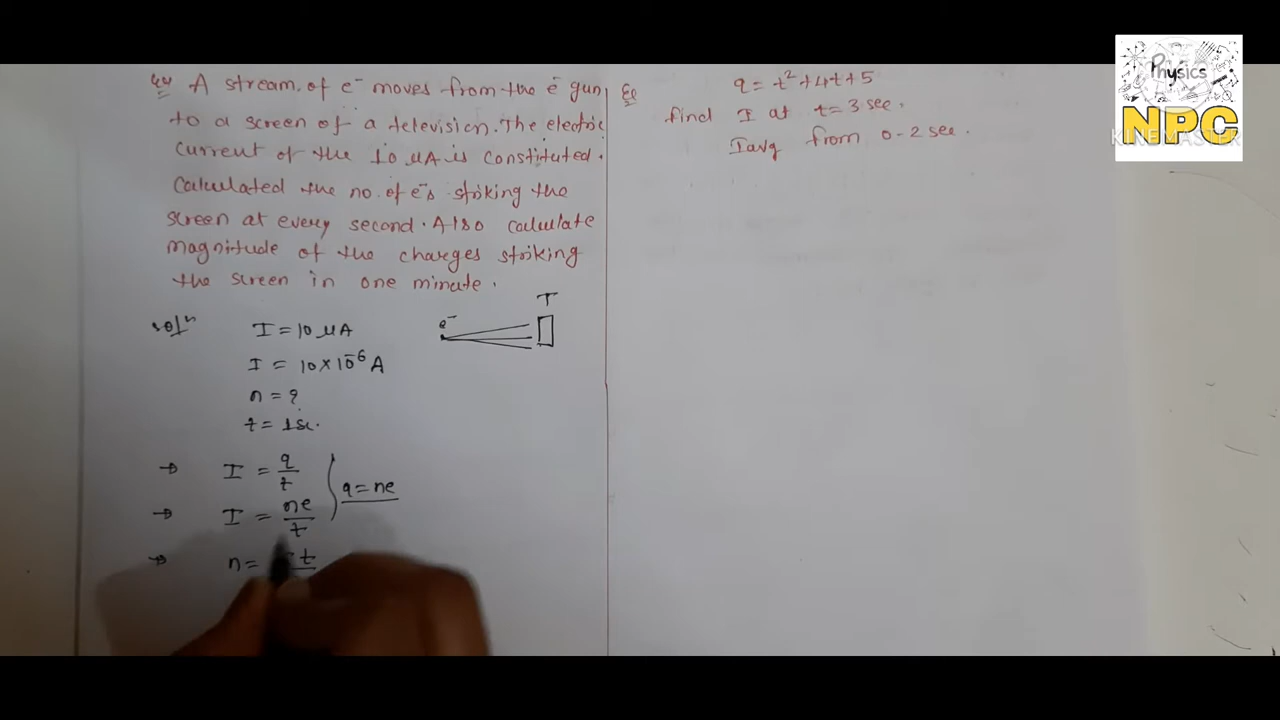 Ex A stream of e⁻ moves from the e⁻ gun
to a screen of a television. The electric
current of the 10 μA is constituted.
Calculated the no. of e⁻s striking the
screen at every second. Also calculate
magnitude of the charges striking
the screen in one minute.
Solⁿ I = 10 μA
I = 10×10⁻⁶ A
n = ?
t = 1 sec.
→ I = q/t
→ I = ne/t
q = ne
→ n = t
e⁻
T
Ex q = t² + 4t + 5
find I at t = 3 sec.
Iavg from 0-2 sec.
Physics
NPC
KINEMASTER